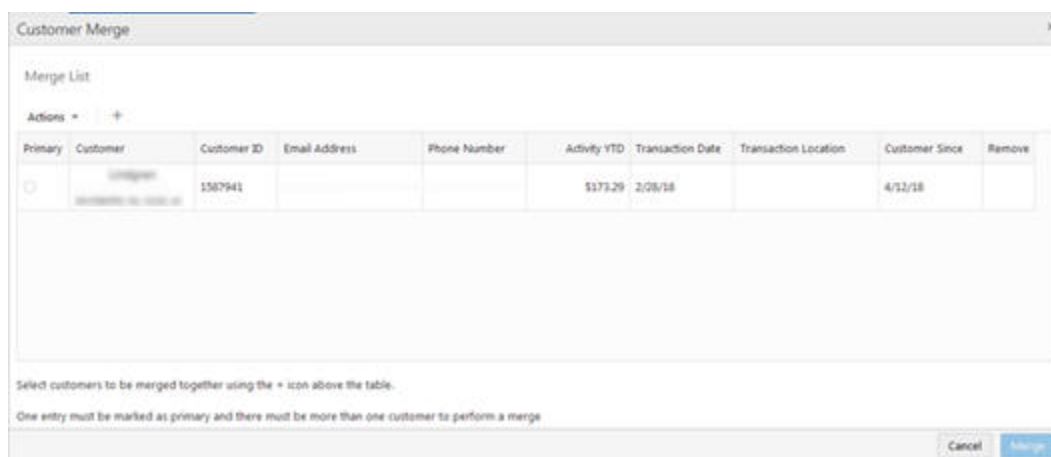 Customer Merge
Merge List
Actions
Primary Customer Customer ID Email Address Phone Number Activity YTD Transaction Date Transaction Location Customer Since Remove
1587941 $173.29 2/28/18 4/12/18
Select customers to be merged together using the + icon above the table.
One entry must be marked as primary and there must be more than one customer to perform a merge
Cancel Merge